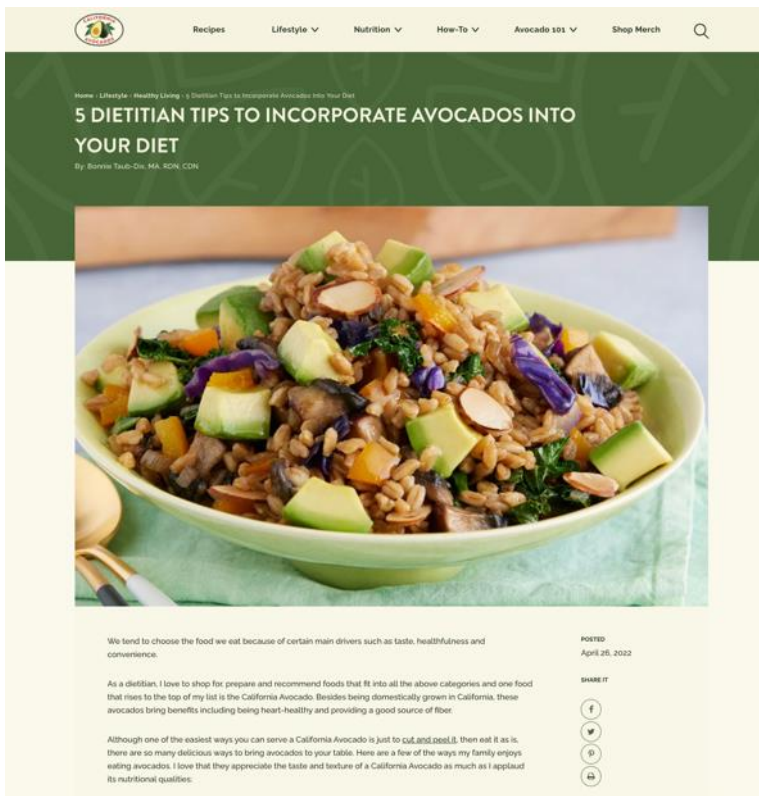 CALIFORNIA
AVOCADOS
Recipes
Lifestyle
Nutrition
How-To
Avocado 101
Shop Merch
Home › Lifestyle › Healthy Living › 5 Dietitian Tips to Incorporate Avocados Into Your Diet
5 DIETITIAN TIPS TO INCORPORATE AVOCADOS INTO
YOUR DIET
By: Bonnie Taub-Dix, MA, RDN, CDN
We tend to choose the food we eat because of certain main drivers such as taste, healthfulness and
convenience.
As a dietitian, I love to shop for, prepare and recommend foods that fit into all the above categories and one food
that rises to the top of my list is the California Avocado. Besides being domestically grown in California, these
avocados bring benefits including being heart-healthy and providing a good source of fiber.
Although one of the easiest ways you can serve a California Avocado is just to cut and peel it, then eat it as is,
there are so many delicious ways to bring avocados to your table. Here are a few of the ways my family enjoys
eating avocados. I love that they appreciate the taste and texture of a California Avocado as much as I applaud
its nutritional qualities:
POSTED
April 26, 2022
SHARE IT